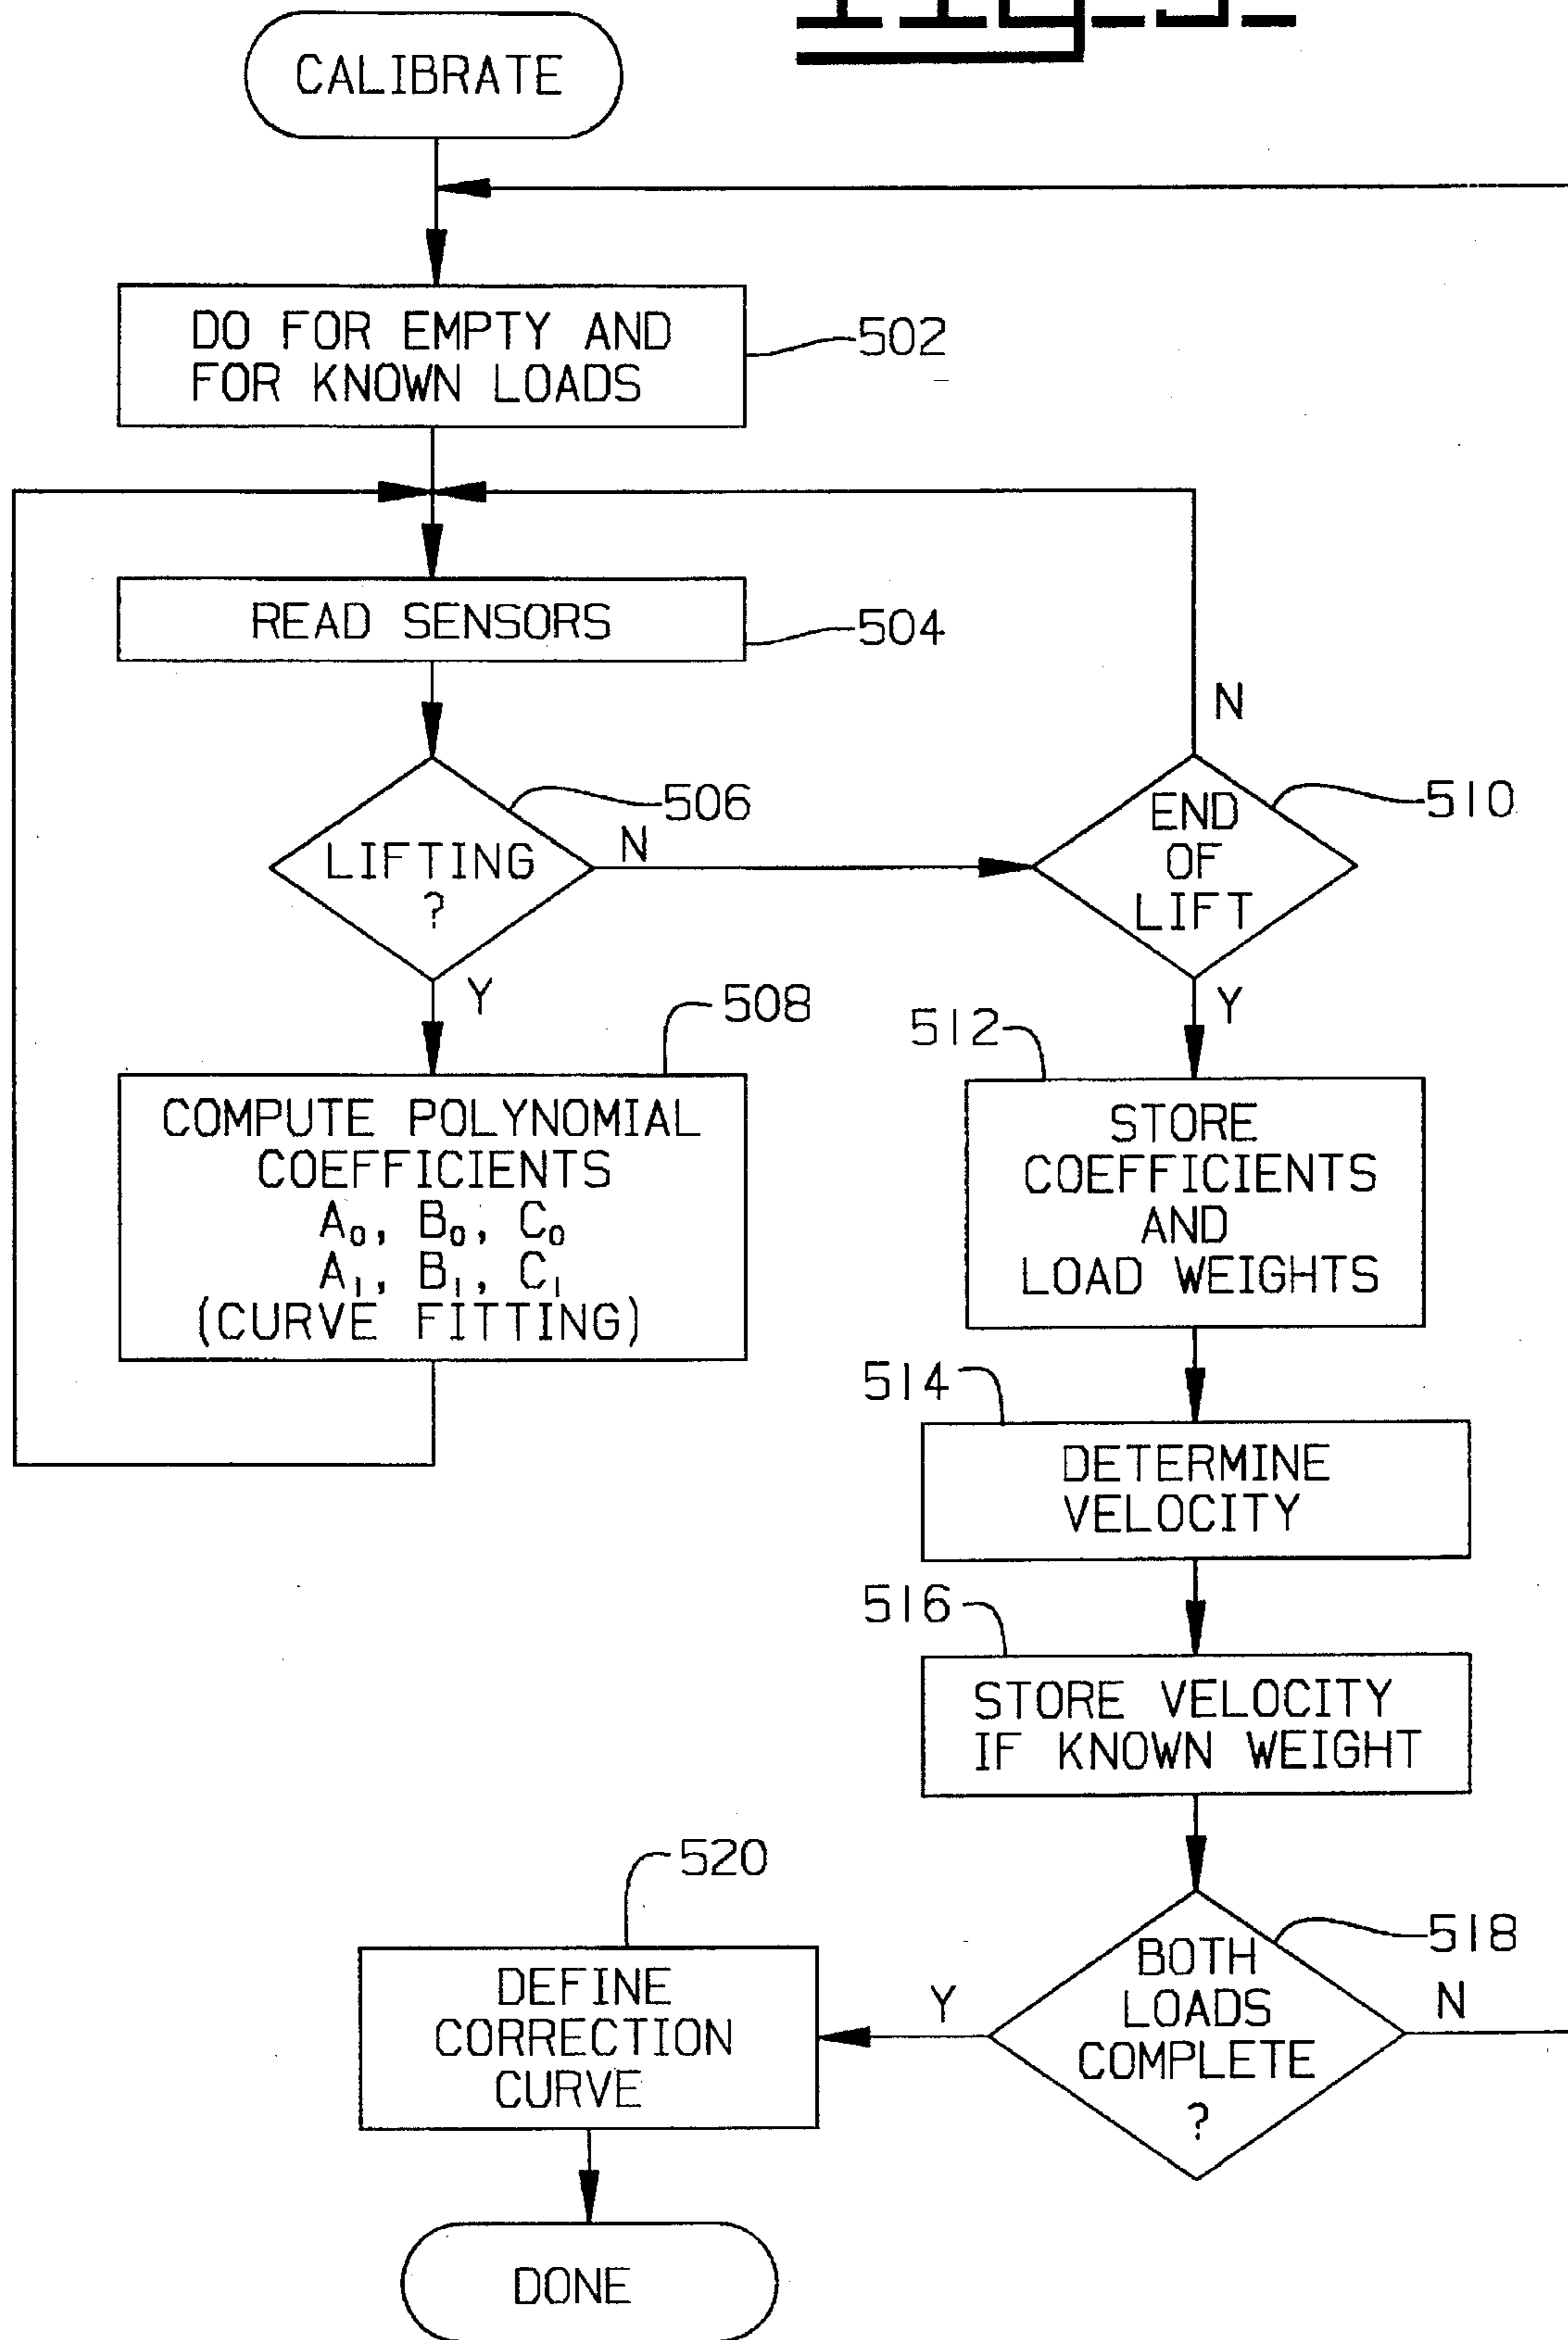 CALIBRATE
DO FOR EMPTY AND
FOR KNOWN LOADS
502
READ SENSORS
504
LIFTING
?
506
N
Y
END
OF
LIFT
510
N
Y
COMPUTE POLYNOMIAL
COEFFICIENTS
A₀, B₀, C₀
A₁, B₁, C₁
(CURVE FITTING)
508
512
STORE
COEFFICIENTS
AND
LOAD WEIGHTS
514
DETERMINE
VELOCITY
516
STORE VELOCITY
IF KNOWN WEIGHT
518
BOTH
LOADS
COMPLETE
?
Y
N
520
DEFINE
CORRECTION
CURVE
DONE